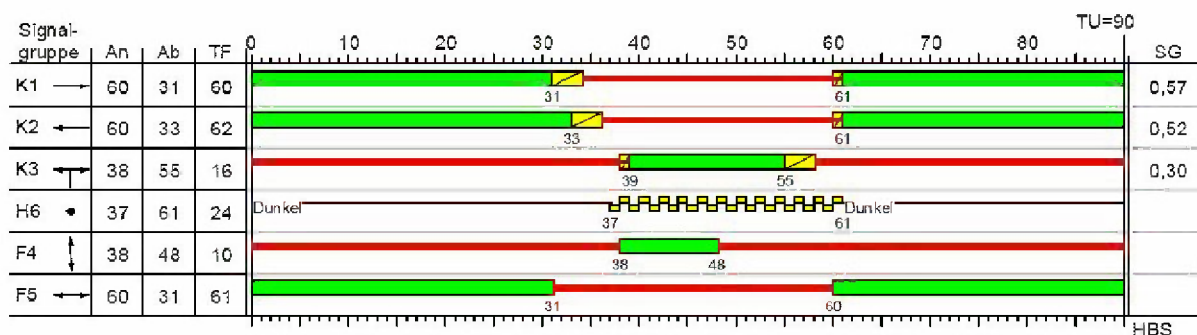 TU=90
Signal-
gruppe An Ab TF 0 10 20 30 40 50 60 70 80 SG
K1 60 31 60 31 61 0,57
K2 60 33 62 33 61 0,52
K3 38 55 16 39 55 0,30
H6 37 61 24 Dunkel 37 61 Dunkel
F4 38 48 10 38 48
F5 60 31 61 31 60
HBS